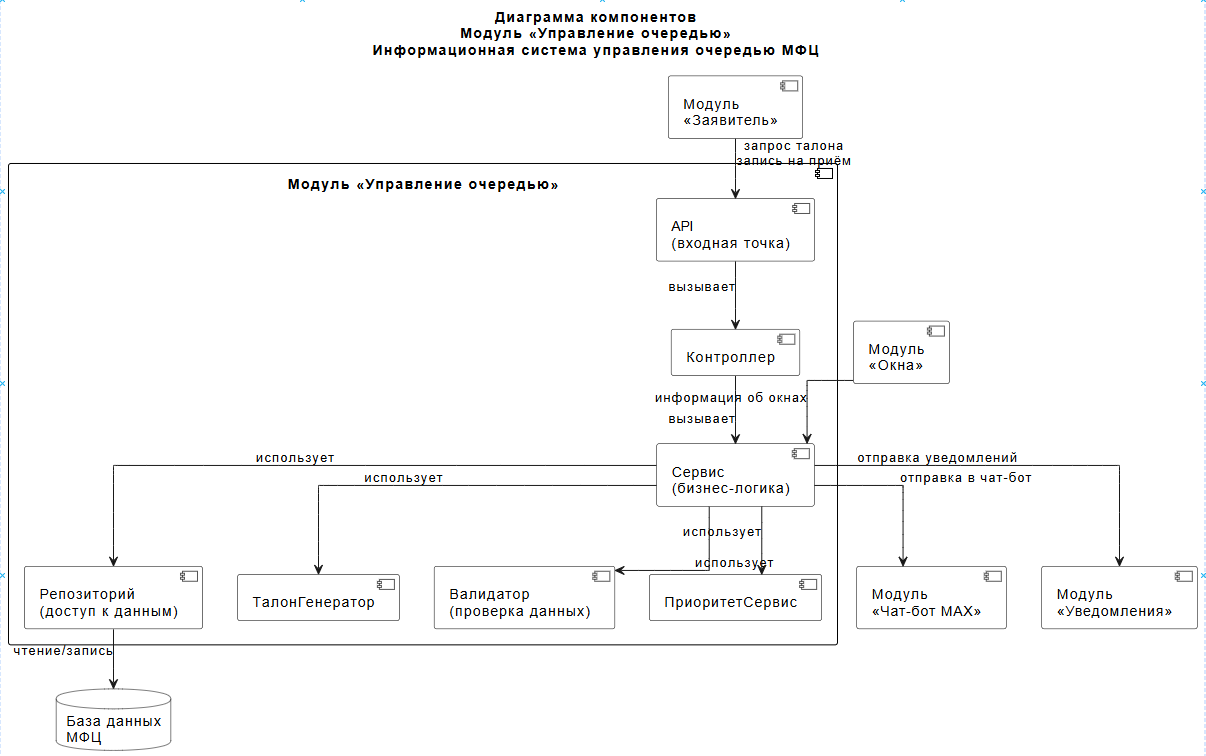 Диаграмма компонентов
Модуль «Управление очередью»
Информационная система управления очередью МФЦ
Модуль
«Заявитель»
запрос талона
запись на приём
Модуль «Управление очередью»
API
(входная точка)
вызывает
Контроллер
Модуль
«Окна»
информация об окнах
вызывает
Сервис
(бизнес-логика)
использует
использует
отправка уведомлений
отправка в чат-бот
использует
использует
Репозиторий
(доступ к данным)
ТалонГенератор
Валидатор
(проверка данных)
ПриоритетСервис
Модуль
«Чат-бот MAX»
Модуль
«Уведомления»
чтение/запись
База данных
МФЦ